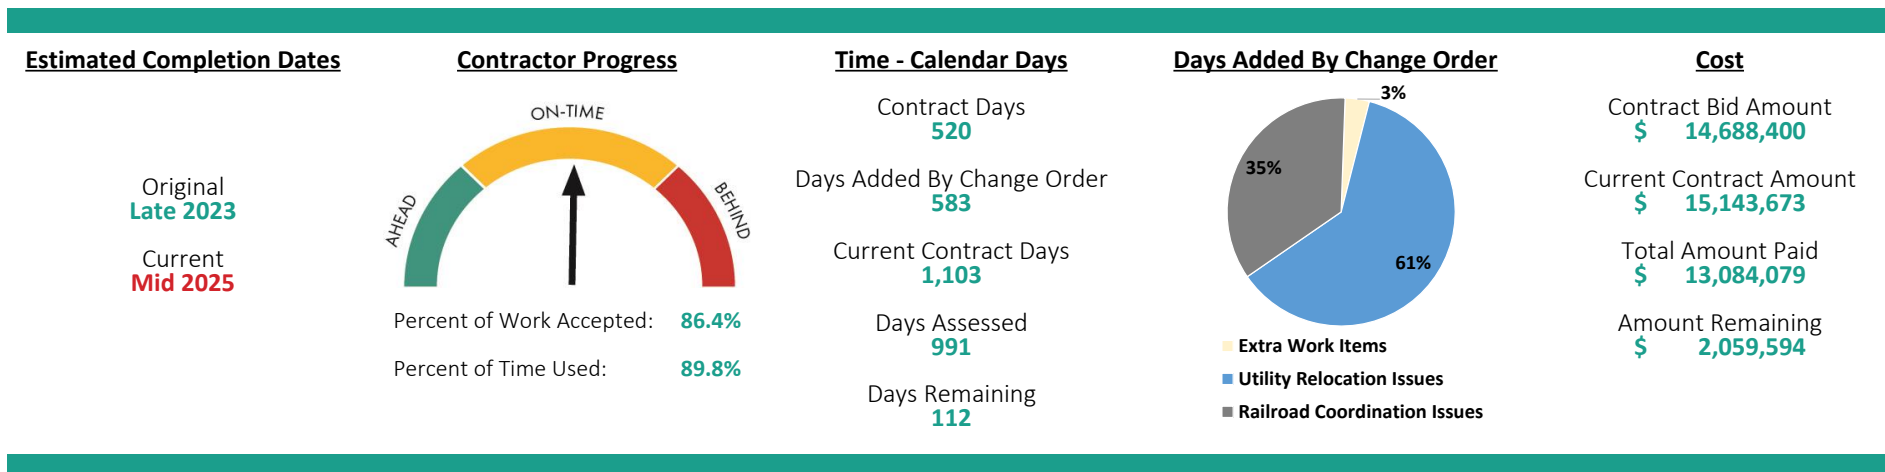 Estimated Completion Dates
Original
Late 2023
Current
Mid 2025
Contractor Progress
AHEAD
ON-TIME
BEHIND
Percent of Work Accepted: 86.4%
Percent of Time Used: 89.8%
Time - Calendar Days
Contract Days
520
Days Added By Change Order
583
Current Contract Days
1,103
Days Assessed
991
Days Remaining
112
Days Added By Change Order
3%
35%
61%
Extra Work Items
Utility Relocation Issues
Railroad Coordination Issues
Cost
Contract Bid Amount
$ 14,688,400
Current Contract Amount
$ 15,143,673
Total Amount Paid
$ 13,084,079
Amount Remaining
$ 2,059,594